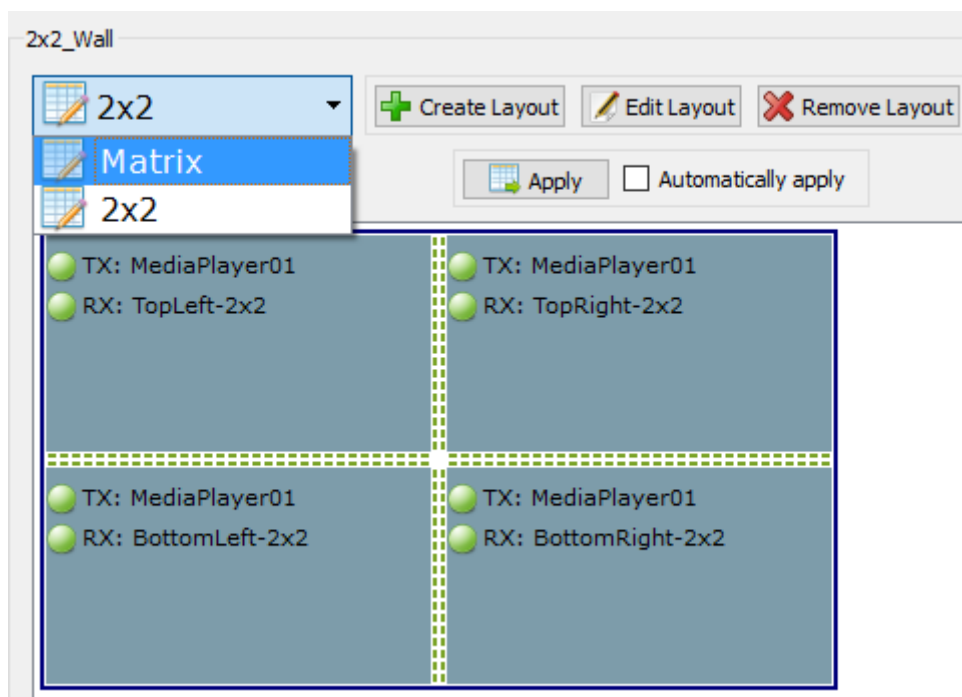 2x2_Wall
2x2 Create Layout Edit Layout Remove Layout
Matrix
Apply Automatically apply
2x2
TX: MediaPlayer01 TX: MediaPlayer01
RX: TopLeft-2x2 RX: TopRight-2x2
TX: MediaPlayer01 TX: MediaPlayer01
RX: BottomLeft-2x2 RX: BottomRight-2x2